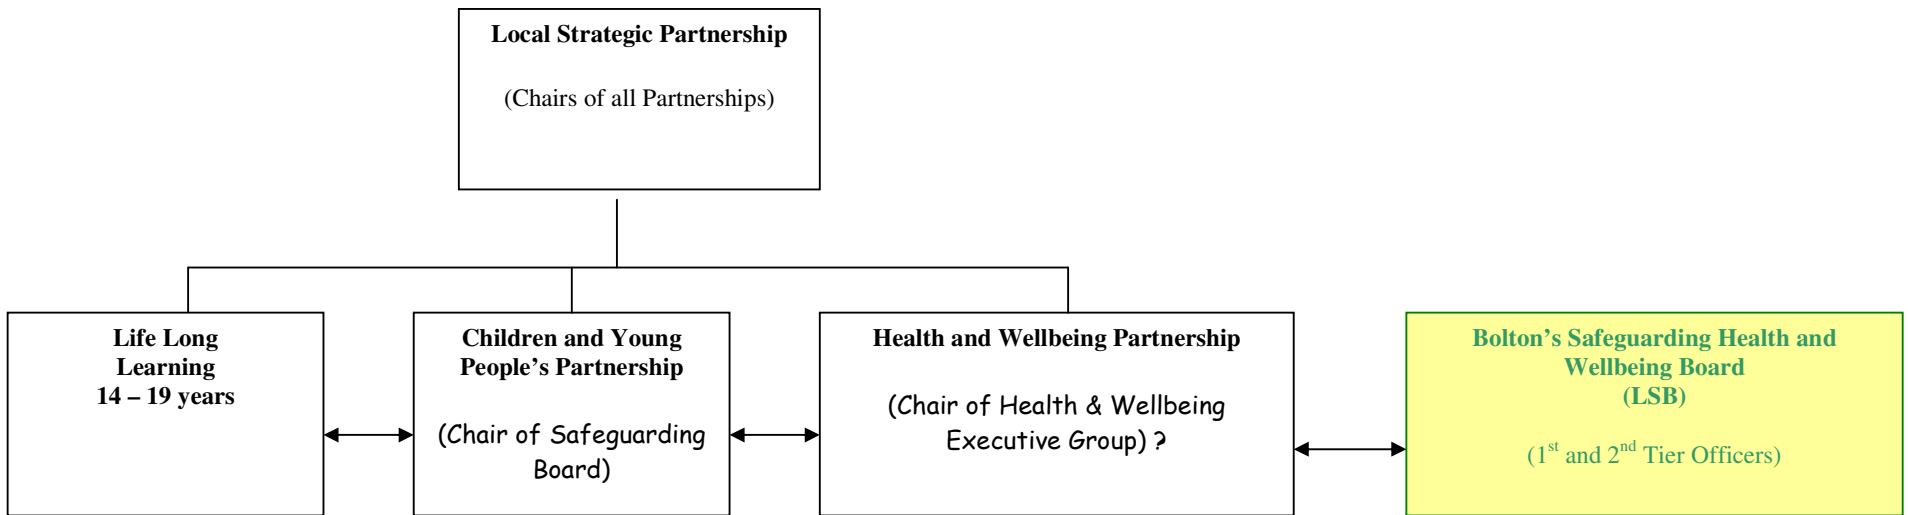 Local Strategic Partnership
(Chairs of all Partnerships)
Life Long
Learning
14 – 19 years
Children and Young
People’s Partnership
(Chair of Safeguarding
Board)
Health and Wellbeing Partnership
(Chair of Health & Wellbeing
Executive Group) ?
Bolton’s Safeguarding Health and
Wellbeing Board
(LSB)
(1st and 2nd Tier Officers)